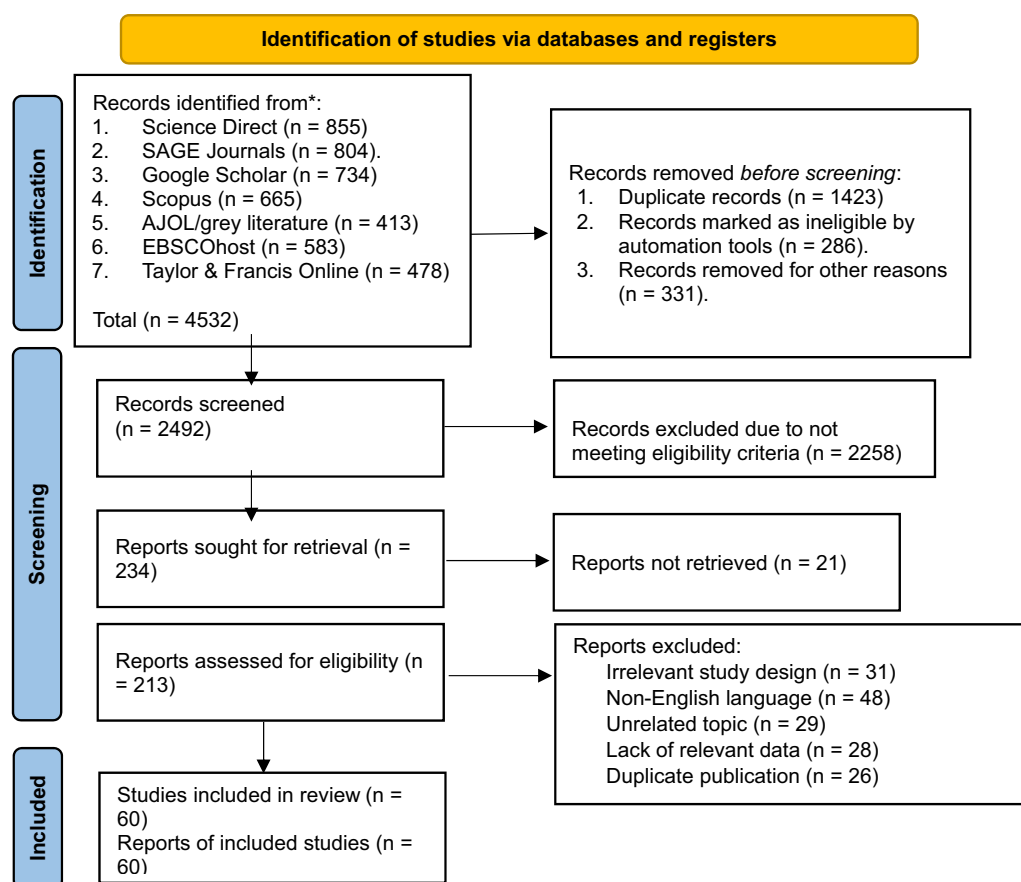 Identification of studies via databases and registers
Identification
Records identified from*:
1. Science Direct (n = 855)
2. SAGE Journals (n = 804).
3. Google Scholar (n = 734)
4. Scopus (n = 665)
5. AJOL/grey literature (n = 413)
6. EBSCOhost (n = 583)
7. Taylor & Francis Online (n = 478)
Total (n = 4532)
Records removed before screening:
1. Duplicate records (n = 1423)
2. Records marked as ineligible by
automation tools (n = 286).
3. Records removed for other reasons
(n = 331).
Screening
Records screened
(n = 2492)
Records excluded due to not
meeting eligibility criteria (n = 2258)
Reports sought for retrieval (n =
234)
Reports not retrieved (n = 21)
Reports assessed for eligibility (n
= 213)
Reports excluded:
Irrelevant study design (n = 31)
Non-English language (n = 48)
Unrelated topic (n = 29)
Lack of relevant data (n = 28)
Duplicate publication (n = 26)
Included
Studies included in review (n =
60)
Reports of included studies (n =
60)